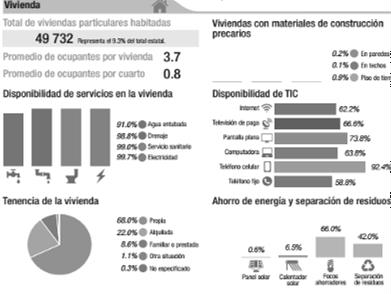 Vivienda
Total de viviendas particulares habitadas
49 732 Representa el 9.3% del total estatal.
Promedio de ocupantes por vivienda 3.7
Promedio de ocupantes por cuarto 0.8
Viviendas con materiales de construcción
precarios
0.2% En paredes
0.1% En techos
0.9% Piso de tierra
Disponibilidad de servicios en la vivienda
91.0% Agua entubada
98.8% Drenaje
99.0% Servicio sanitario
99.7% Electricidad
Disponibilidad de TIC
Internet 62.2%
Televisión de paga 66.6%
Pantalla plana 73.8%
Computadora 63.8%
Teléfono celular 92.4%
Teléfono fijo 58.8%
Tenencia de la vivienda
68.0% Propia
22.0% Alquilada
8.6% Familiar o prestada
1.1% Otra situación
0.3% No especificado
Ahorro de energía y separación de residuos
0.6% 6.5% 66.0% 42.0%
Panel solar Calentador solar Focos ahorradores Separación de residuos